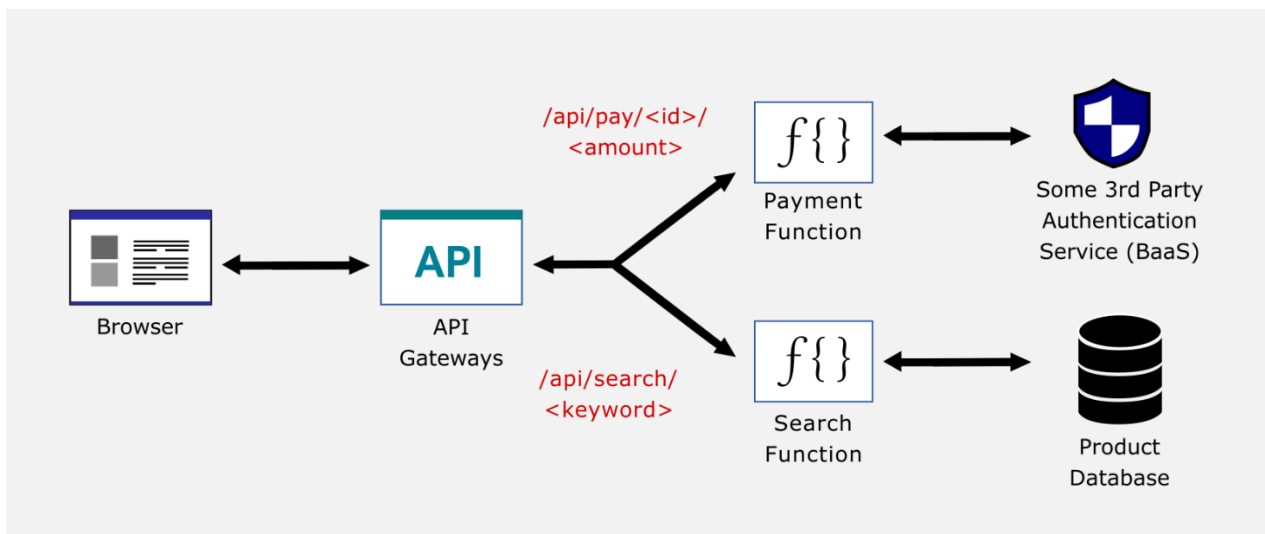 /api/pay/<id>/
<amount>
f{}
Payment
Function
Some 3rd Party
Authentication
Service (BaaS)
Browser
API
API
Gateways
/api/search/
<keyword>
f{}
Search
Function
Product
Database